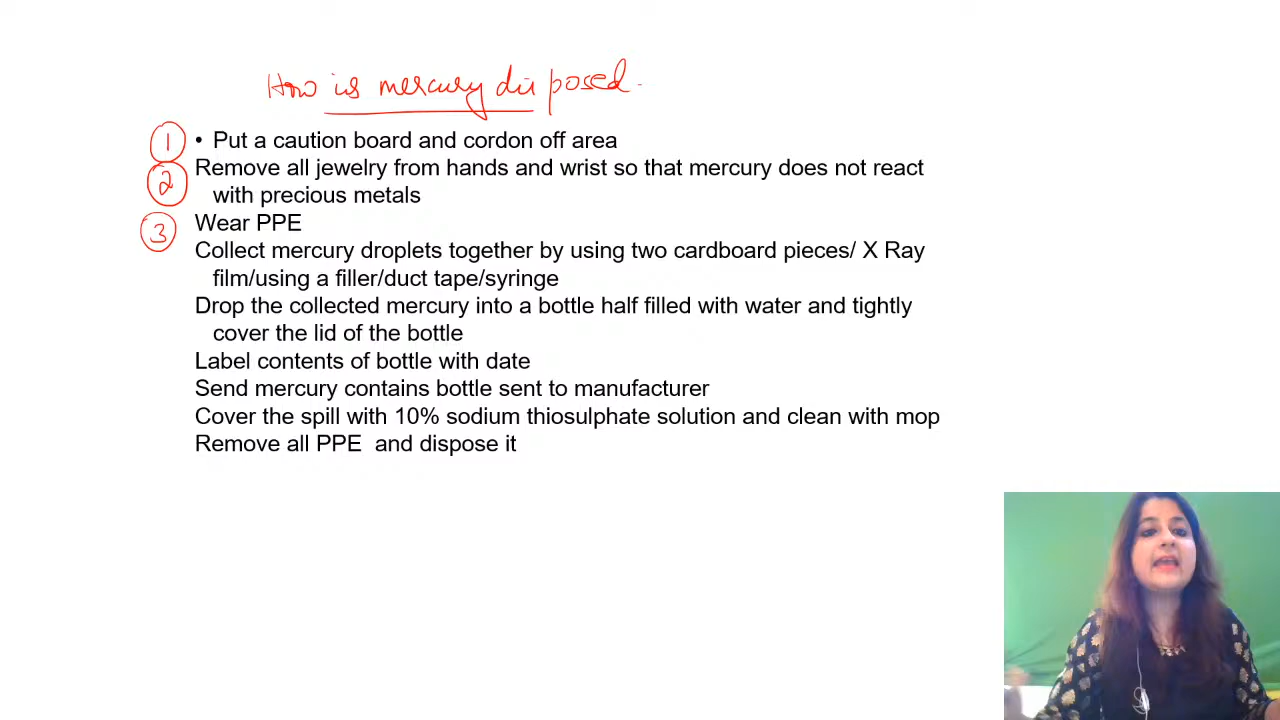 How is mercury disposed.
1 • Put a caution board and cordon off area
2 Remove all jewelry from hands and wrist so that mercury does not react
with precious metals
3 Wear PPE
Collect mercury droplets together by using two cardboard pieces/ X Ray
film/using a filler/duct tape/syringe
Drop the collected mercury into a bottle half filled with water and tightly
cover the lid of the bottle
Label contents of bottle with date
Send mercury contains bottle sent to manufacturer
Cover the spill with 10% sodium thiosulphate solution and clean with mop
Remove all PPE  and dispose it